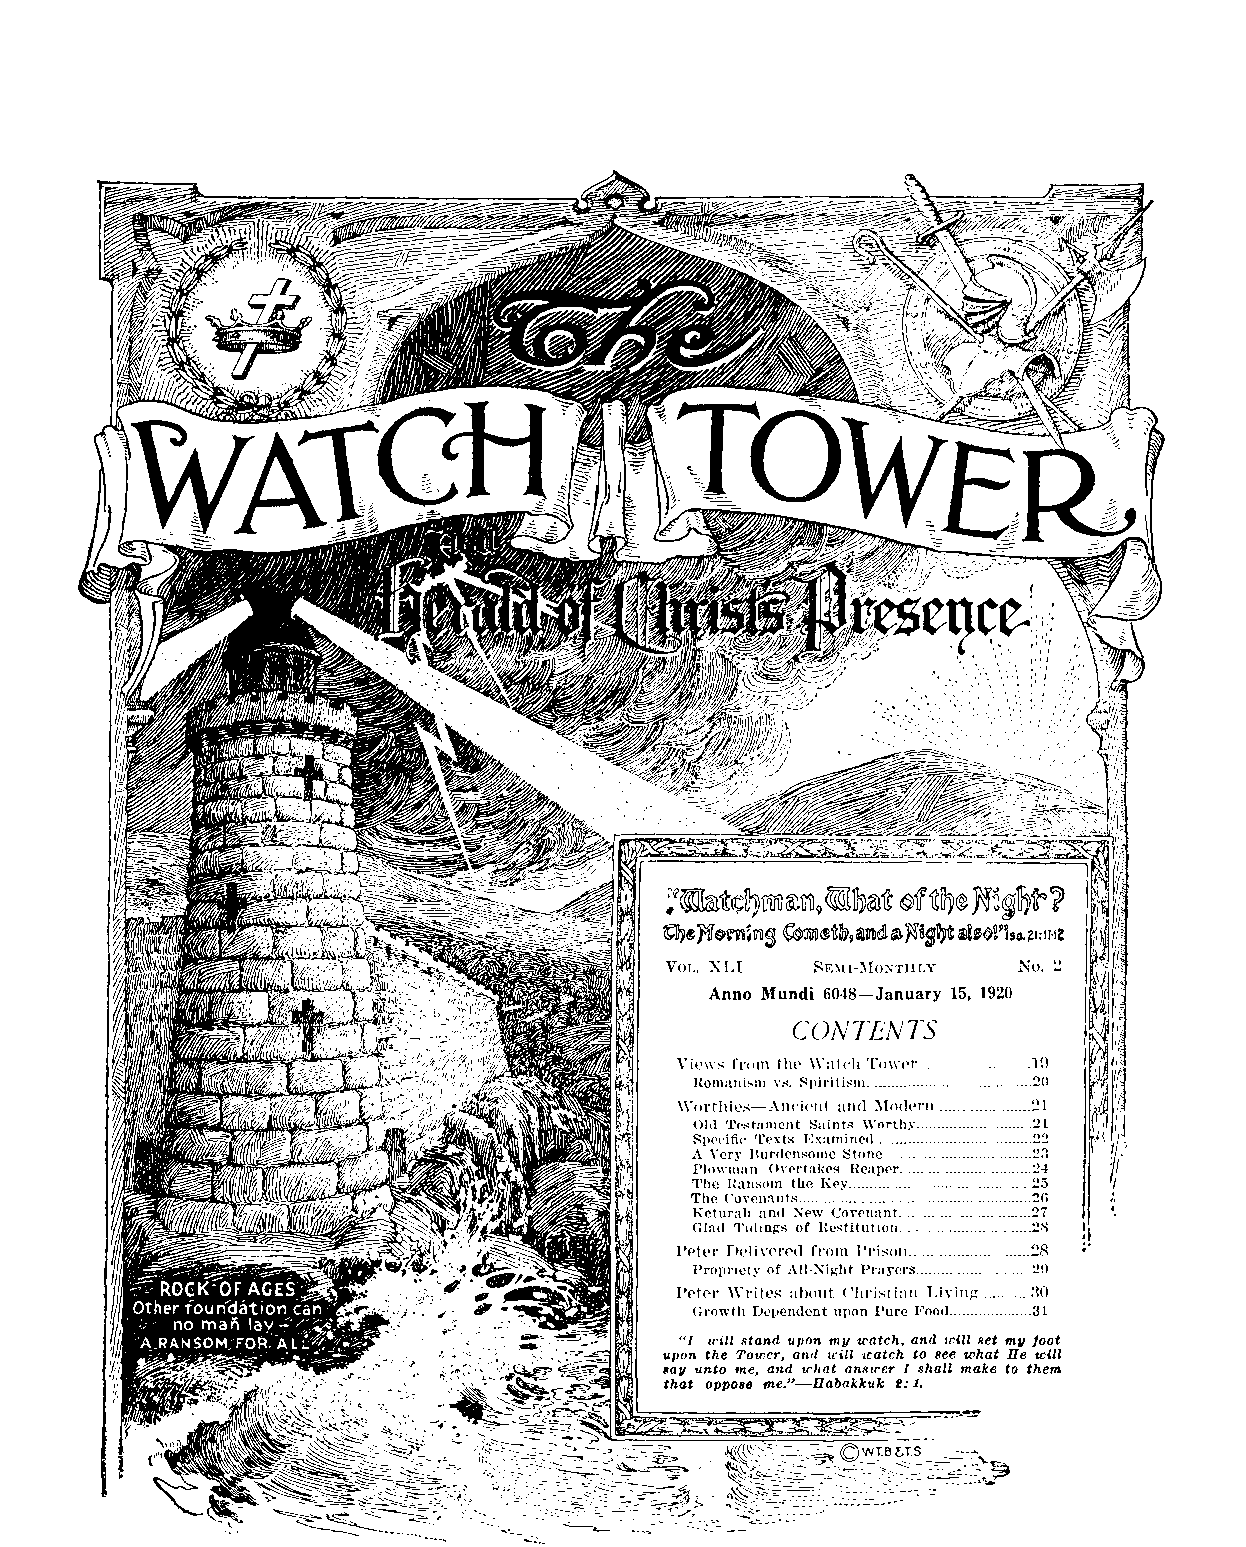 The
WATCH TOWER
And
Herald of Christs Presence
ROCK OF AGES
Other foundation can
no man lay –
A RANSOM FOR ALL
"Watchman, What of the Night?
The Morning Cometh, and a Night also!" Isa. 21:11-12
VOL. XLI SEMI-MONTHLY No. 2
Anno Mundi 6048—January 15, 1920
CONTENTS
Views from the Watch Tower 19
Romanism vs. Spiritism 20
Worthies—Ancient and Modern 21
Old Testament Saints Worthy 21
Specific Texts Examined 22
A Very Burdensome Stone 23
Plowman Overtakes Reaper 24
The Ransom the Key 25
The Covenants 26
Keturah and New Covenant 27
Glad Tidings of Restitution 28
Peter Delivered from Prison 28
Propriety of All-Night Prayers 29
Peter Writes about Christian Living 30
Growth Dependent upon Pure Food 31
"I will stand upon my watch, and will set my foot
upon the Tower, and will watch to see what He will
say unto me, and what answer I shall make to them
that oppose me."—Habakkuk 2:1.
©W.T.B.&T.S